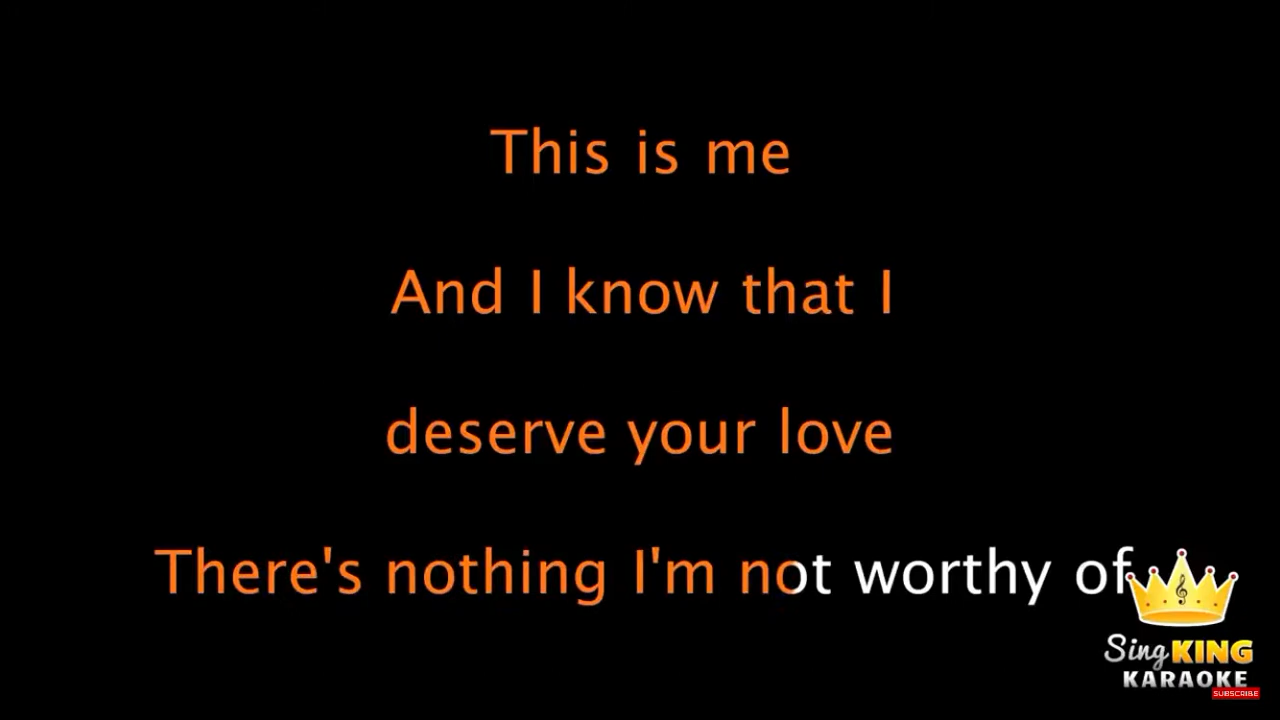 This is me
And I know that I
deserve your love
There's nothing I'm not worthy of
Sing KING
KARAOKE
SUBSCRIBE